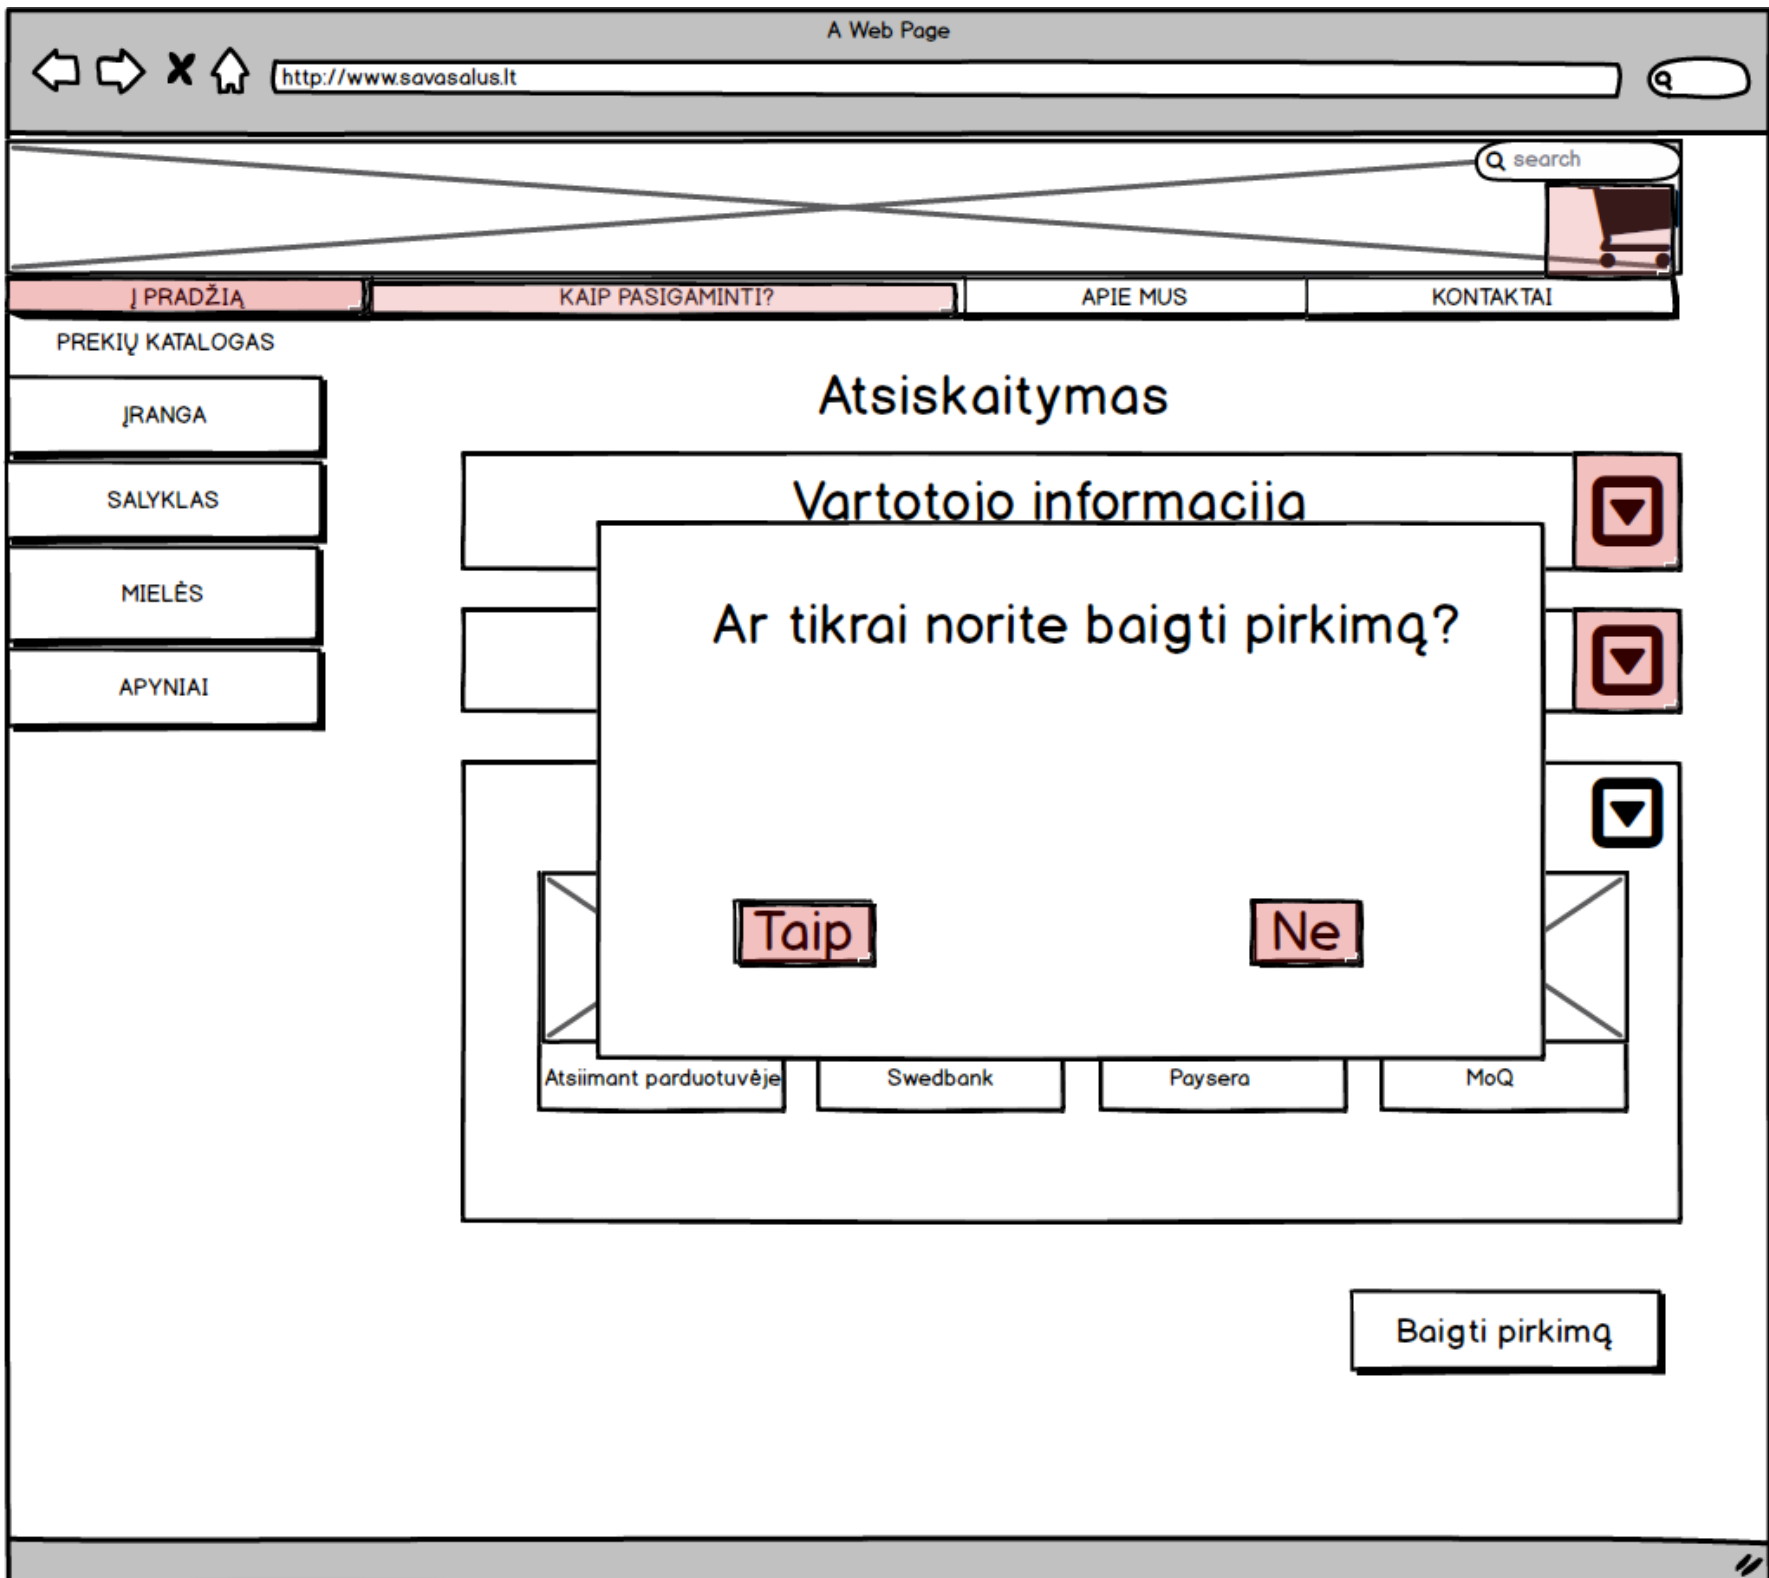 A Web Page
http://www.savasalus.lt
search
Į PRADŽIĄ
KAIP PASIGAMINTI?
APIE MUS
KONTAKTAI
PREKIŲ KATALOGAS
ĮRANGA
SALYKLAS
MIELĖS
APYNIAI
Atsiskaitymas
Vartotojo informacija
Ar tikrai norite baigti pirkimą?
Taip
Ne
Atsiimant parduotuvėje
Swedbank
Paysera
MoQ
Baigti pirkimą